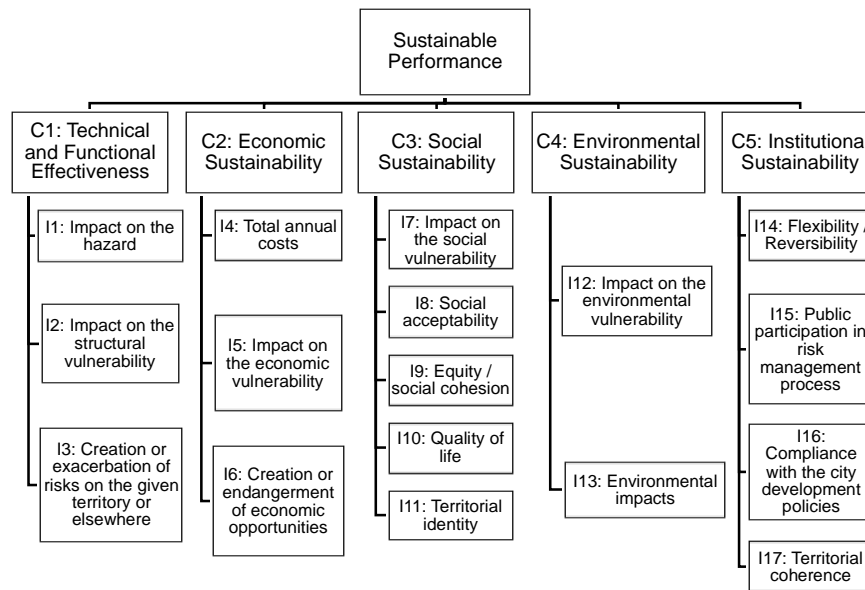 Sustainable
Performance
C1: Technical
and Functional
Effectiveness
I1: Impact on the
hazard
I2: Impact on the
structural
vulnerability
I3: Creation or
exacerbation of
risks on the given
territory or
elsewhere
C2: Economic
Sustainability
I4: Total annual
costs
I5: Impact on
the economic
vulnerability
I6: Creation or
endangerment
of economic
opportunities
C3: Social
Sustainability
I7: Impact on
the social
vulnerability
I8: Social
acceptability
I9: Equity /
social cohesion
I10: Quality of
life
I11: Territorial
identity
C4: Environmental
Sustainability
I12: Impact on the
environmental
vulnerability
I13: Environmental
impacts
C5: Institutional
Sustainability
I14: Flexibility /
Reversibility
I15: Public
participation in
risk
management
process
I16:
Compliance
with the city
development
policies
I17: Territorial
coherence